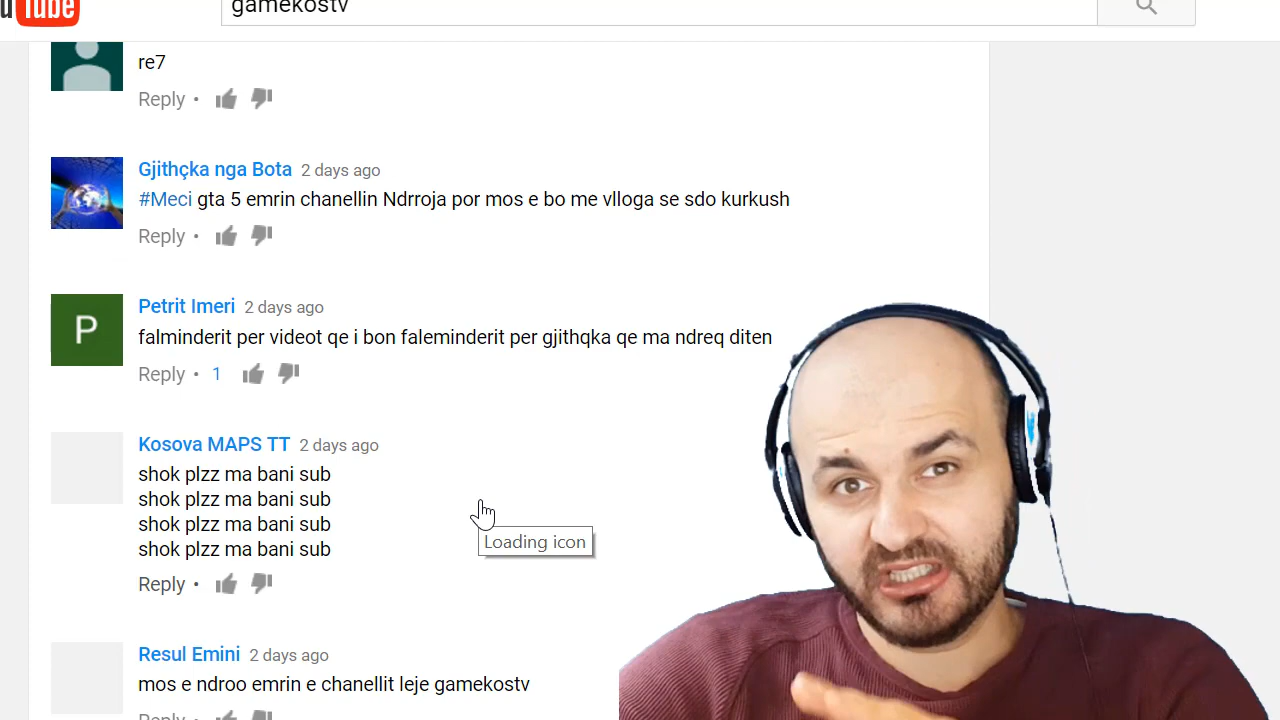 uTube
gamekostv
re7
Reply •
Gjithçka nga Bota 2 days ago
#Meci gta 5 emrin chanellin Ndrroja por mos e bo me vlloga se sdo kurkush
Reply •
P
Petrit Imeri 2 days ago
falminderit per videot qe i bon faleminderit per gjithqka qe ma ndreq diten
Reply • 1
Kosova MAPS TT 2 days ago
shok plzz ma bani sub
shok plzz ma bani sub
shok plzz ma bani sub
shok plzz ma bani sub
Loading icon
Reply •
Resul Emini 2 days ago
mos e ndroo emrin e chanellit leje gamekostv
Reply •